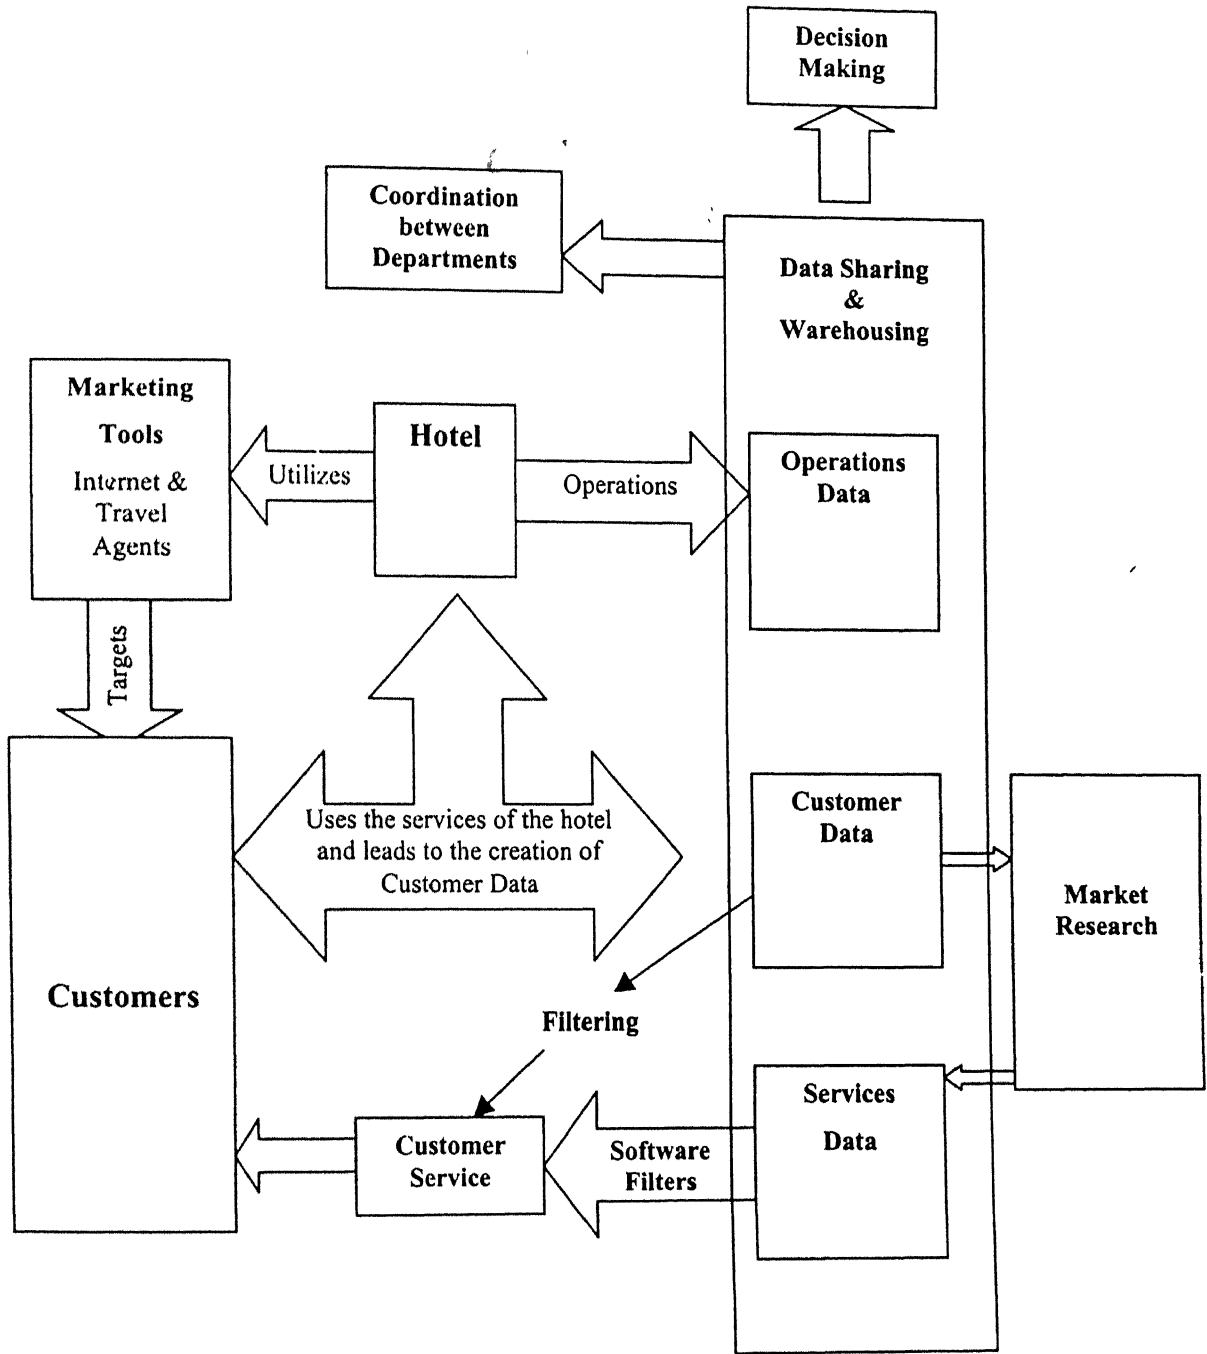 Decision
Making
Coordination
between
Departments
Data Sharing
&
Warehousing
Marketing
Tools
Internet &
Travel
Agents
Utilizes
Hotel
Operations
Operations
Data
Targets
Uses the services of the hotel
and leads to the creation of
Customer Data
Customer
Data
Market
Research
Customers
Filtering
Customer
Service
Software
Filters
Services
Data